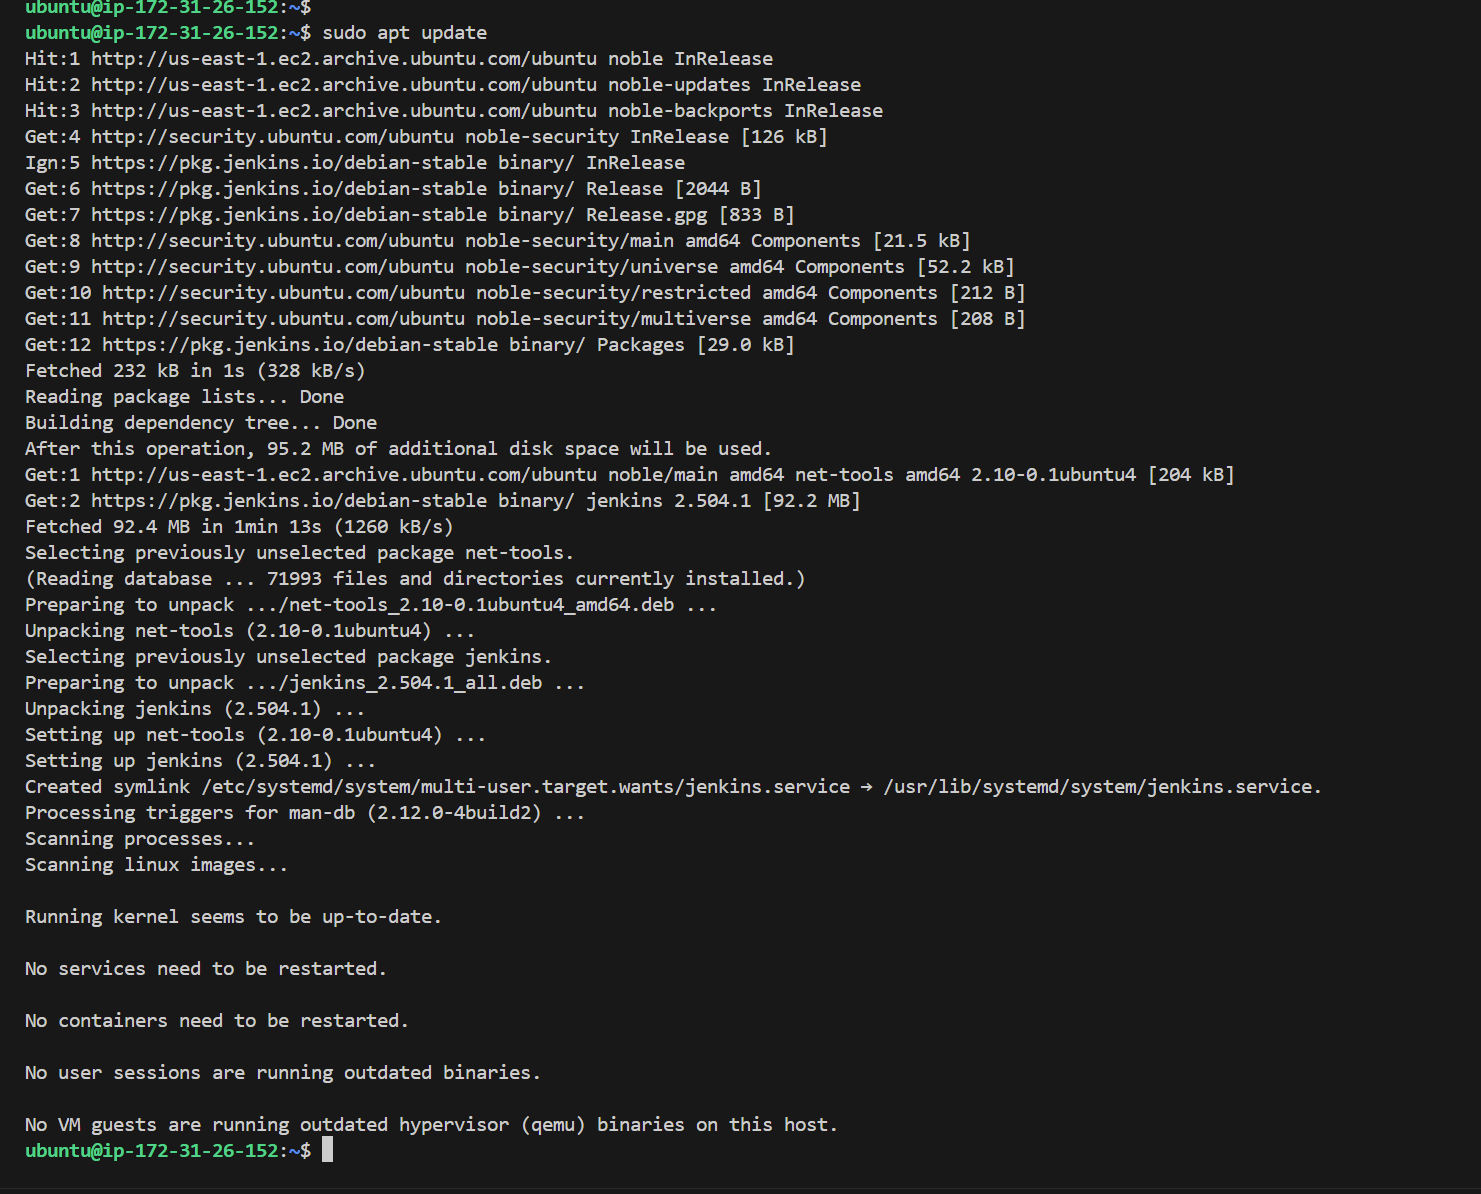 ubuntu@ip-172-31-26-152:~$
ubuntu@ip-172-31-26-152:~$ sudo apt update
Hit:1 http://us-east-1.ec2.archive.ubuntu.com/ubuntu noble InRelease
Hit:2 http://us-east-1.ec2.archive.ubuntu.com/ubuntu noble-updates InRelease
Hit:3 http://us-east-1.ec2.archive.ubuntu.com/ubuntu noble-backports InRelease
Get:4 http://security.ubuntu.com/ubuntu noble-security InRelease [126 kB]
Ign:5 https://pkg.jenkins.io/debian-stable binary/ InRelease
Get:6 https://pkg.jenkins.io/debian-stable binary/ Release [2044 B]
Get:7 https://pkg.jenkins.io/debian-stable binary/ Release.gpg [833 B]
Get:8 http://security.ubuntu.com/ubuntu noble-security/main amd64 Components [21.5 kB]
Get:9 http://security.ubuntu.com/ubuntu noble-security/universe amd64 Components [52.2 kB]
Get:10 http://security.ubuntu.com/ubuntu noble-security/restricted amd64 Components [212 B]
Get:11 http://security.ubuntu.com/ubuntu noble-security/multiverse amd64 Components [208 B]
Get:12 https://pkg.jenkins.io/debian-stable binary/ Packages [29.0 kB]
Fetched 232 kB in 1s (328 kB/s)
Reading package lists... Done
Building dependency tree... Done
After this operation, 95.2 MB of additional disk space will be used.
Get:1 http://us-east-1.ec2.archive.ubuntu.com/ubuntu noble/main amd64 net-tools amd64 2.10-0.1ubuntu4 [204 kB]
Get:2 https://pkg.jenkins.io/debian-stable binary/ jenkins 2.504.1 [92.2 MB]
Fetched 92.4 MB in 1min 13s (1260 kB/s)
Selecting previously unselected package net-tools.
(Reading database ... 71993 files and directories currently installed.)
Preparing to unpack .../net-tools_2.10-0.1ubuntu4_amd64.deb ...
Unpacking net-tools (2.10-0.1ubuntu4) ...
Selecting previously unselected package jenkins.
Preparing to unpack .../jenkins_2.504.1_all.deb ...
Unpacking jenkins (2.504.1) ...
Setting up net-tools (2.10-0.1ubuntu4) ...
Setting up jenkins (2.504.1) ...
Created symlink /etc/systemd/system/multi-user.target.wants/jenkins.service → /usr/lib/systemd/system/jenkins.service.
Processing triggers for man-db (2.12.0-4build2) ...
Scanning processes...
Scanning linux images...
Running kernel seems to be up-to-date.
No services need to be restarted.
No containers need to be restarted.
No user sessions are running outdated binaries.
No VM guests are running outdated hypervisor (qemu) binaries on this host.
ubuntu@ip-172-31-26-152:~$